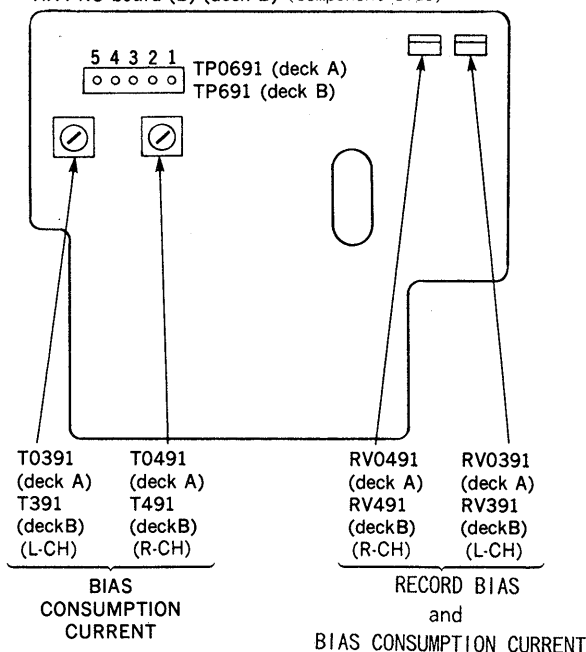 5 4 3 2 1
TP0691 (deck A)
TP691 (deck B)
T0391
(deck A)
T391
(deckB)
(L-CH)
T0491
(deck A)
T491
(deckB)
(R-CH)
RV0491
(deck A)
RV491
(deckB)
(R-CH)
RV0391
(deck A)
RV391
(deckB)
(L-CH)
BIAS
CONSUMPTION
CURRENT
RECORD BIAS
and
BIAS CONSUMPTION CURRENT